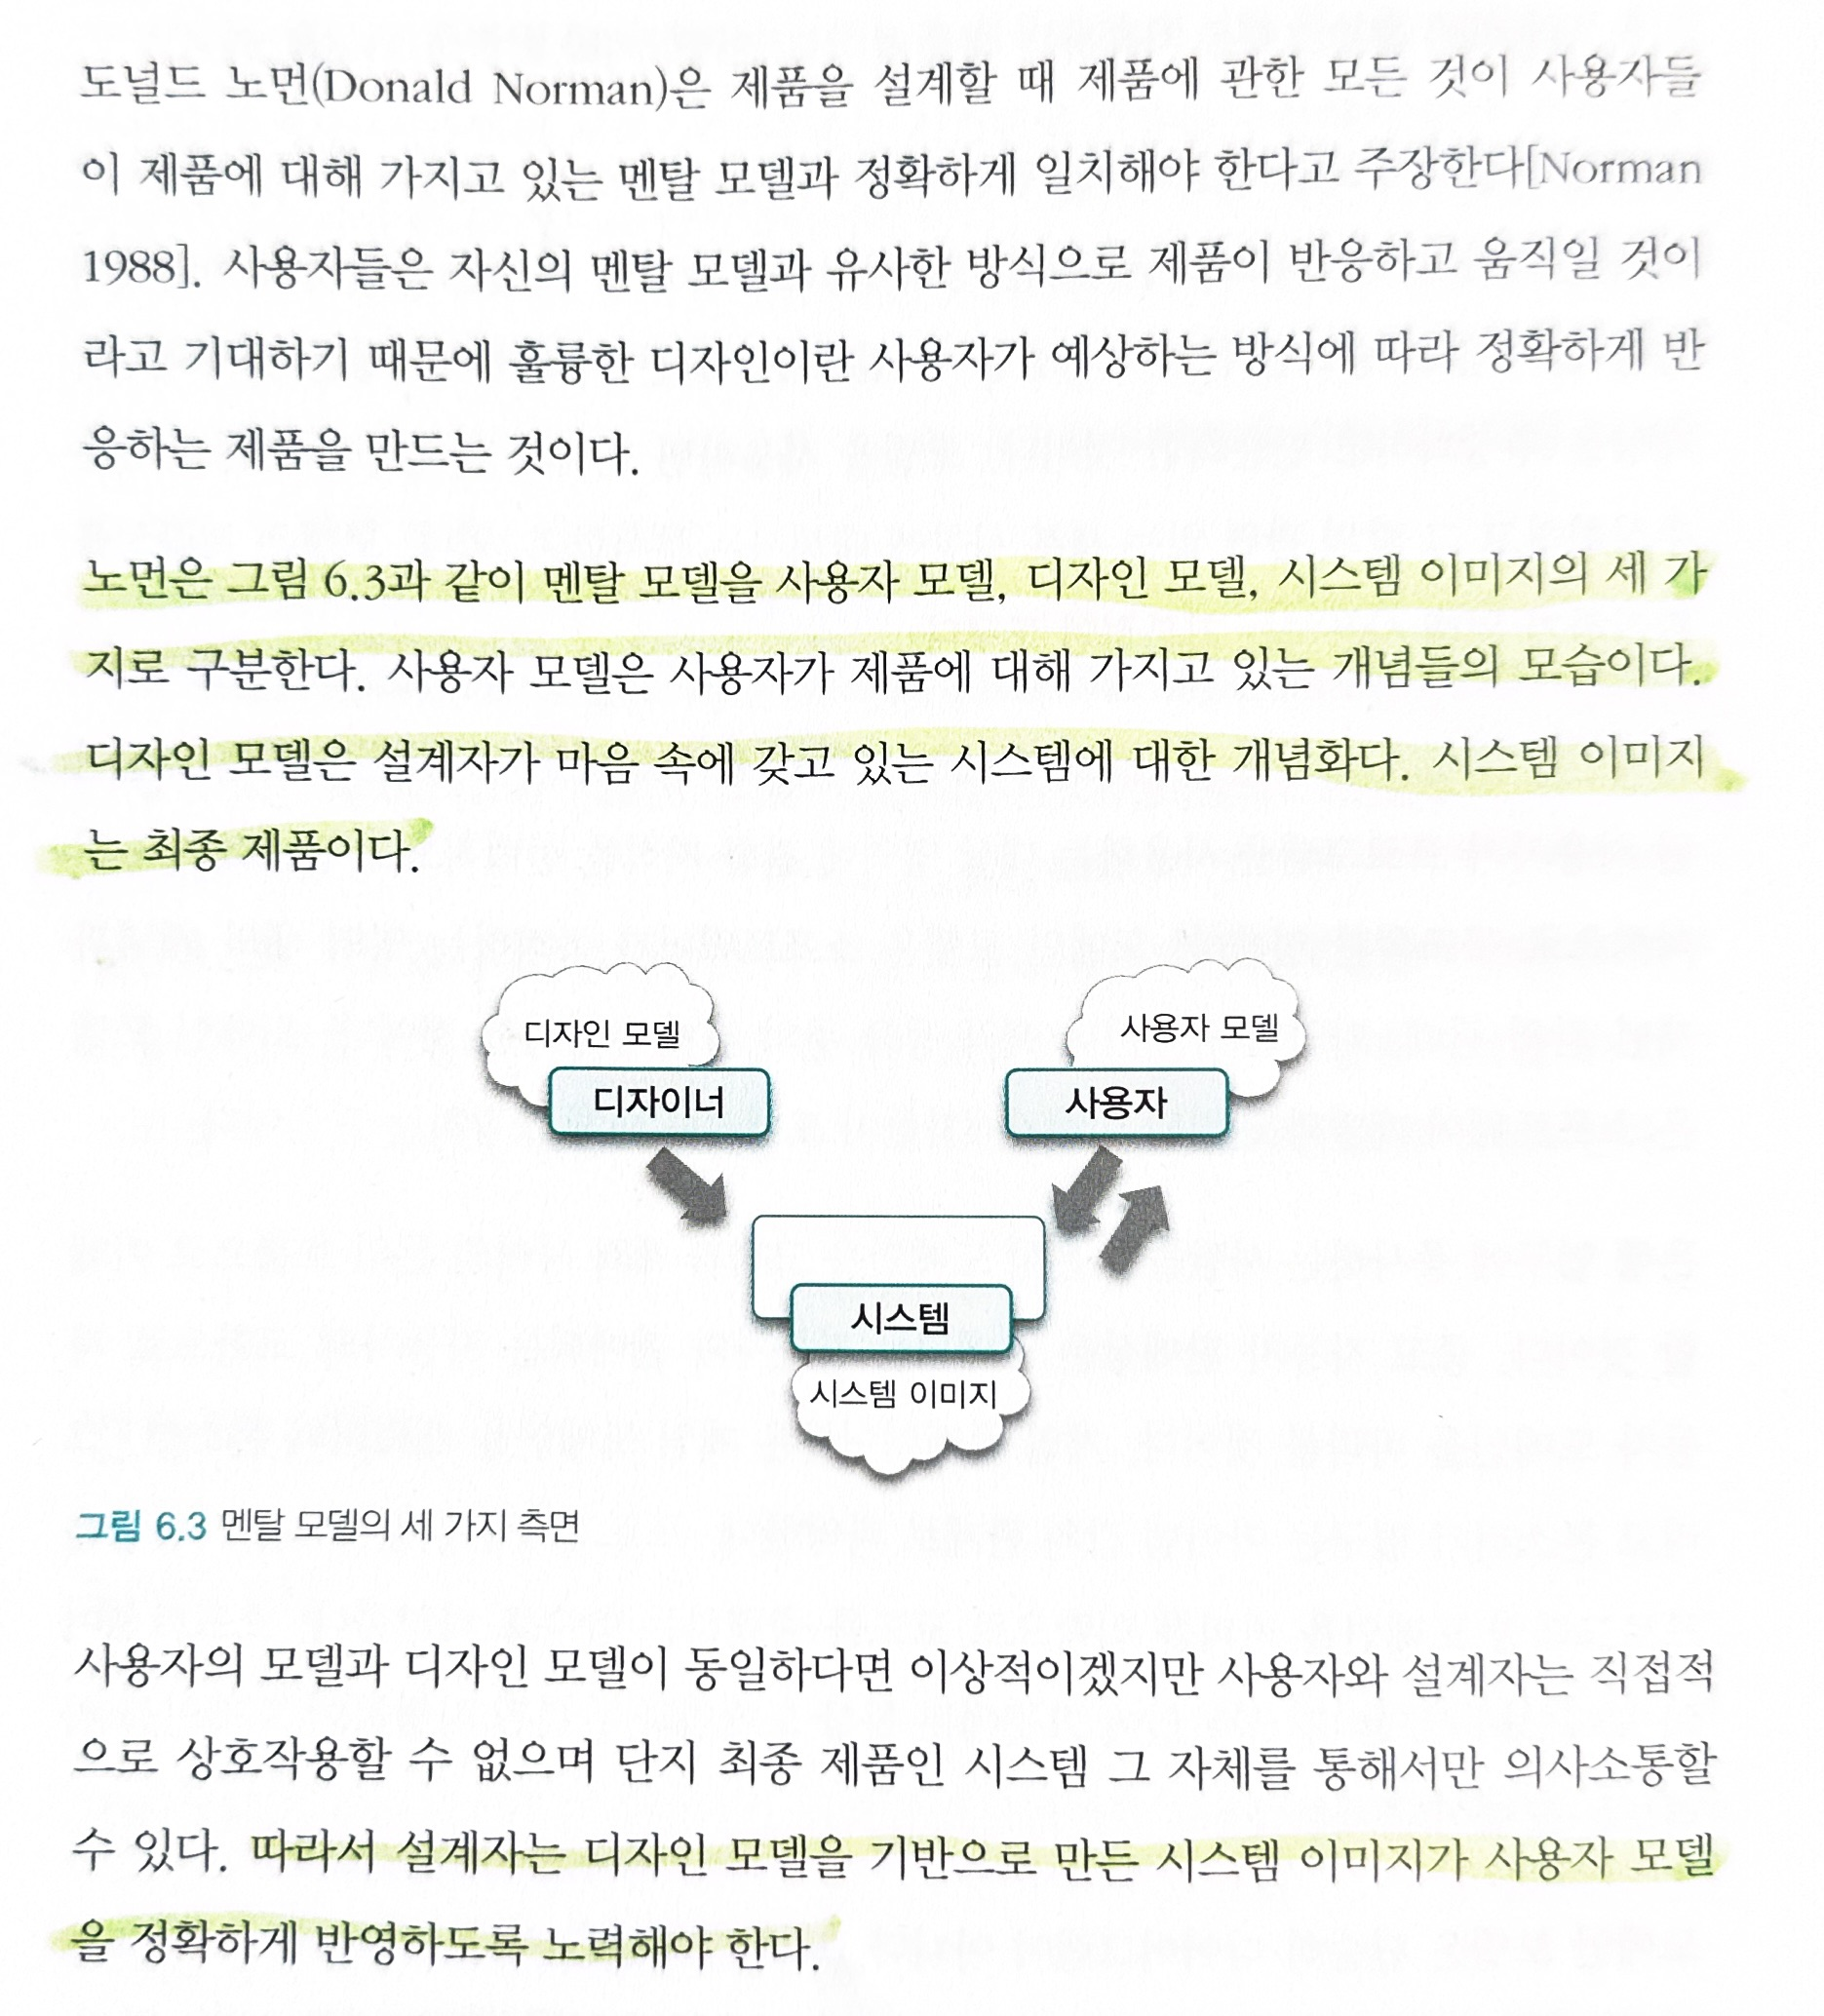 도널드 노먼(Donald Norman)은 제품을 설계할 때 제품에 관한 모든 것이 사용자들
이 제품에 대해 가지고 있는 멘탈 모델과 정확하게 일치해야 한다고 주장한다[Norman
1988]. 사용자들은 자신의 멘탈 모델과 유사한 방식으로 제품이 반응하고 움직일 것이
라고 기대하기 때문에 훌륭한 디자인이란 사용자가 예상하는 방식에 따라 정확하게 반
응하는 제품을 만드는 것이다.
노먼은 그림 6.3과 같이 멘탈 모델을 사용자 모델, 디자인 모델, 시스템 이미지의 세 가
지로 구분한다. 사용자 모델은 사용자가 제품에 대해 가지고 있는 개념들의 모습이다.
디자인 모델은 설계자가 마음 속에 갖고 있는 시스템에 대한 개념화다. 시스템 이미지
는 최종 제품이다.
디자인 모델
사용자 모델
디자이너
사용자
시스템
시스템 이미지
그림 6.3 멘탈 모델의 세 가지 측면
사용자의 모델과 디자인 모델이 동일하다면 이상적이겠지만 사용자와 설계자는 직접적
으로 상호작용할 수 없으며 단지 최종 제품인 시스템 그 자체를 통해서만 의사소통할
수 있다. 따라서 설계자는 디자인 모델을 기반으로 만든 시스템 이미지가 사용자 모델
을 정확하게 반영하도록 노력해야 한다.